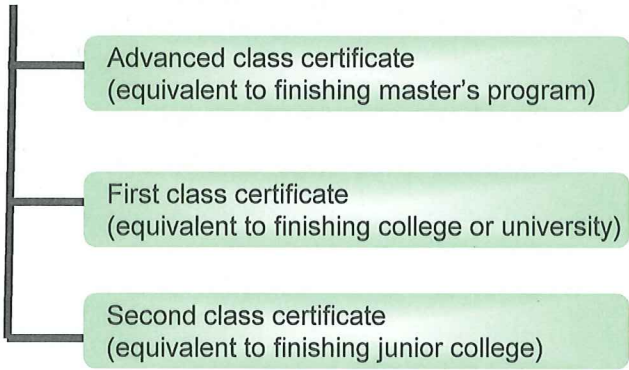 Advanced class certificate
(equivalent to finishing master's program)
First class certificate
(equivalent to finishing college or university)
Second class certificate
(equivalent to finishing junior college)